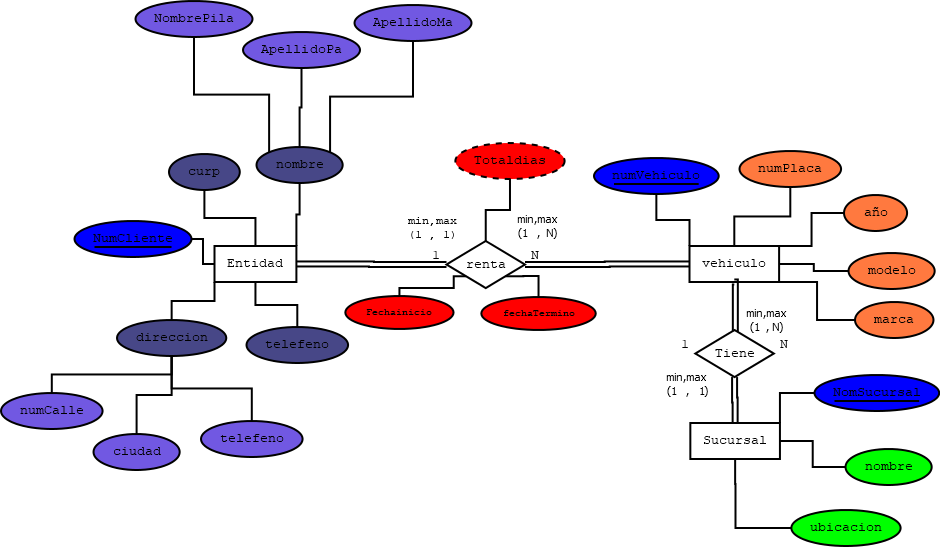 NombrePila
ApellidoMa
ApellidoPa
nombre
curp
Totaldias
numVehiculo
numPlaca
año
min,max
(1 , 1)
min,max
(1 , N)
NumCliente
Entidad
1
renta
N
vehiculo
modelo
fechainicio
fechaTermino
marca
direccion
telefeno
min,max
(1 , N)
1
Tiene
N
min,max
(1 , 1)
NomSucursal
numCalle
telefeno
ciudad
Sucursal
nombre
ubicacion